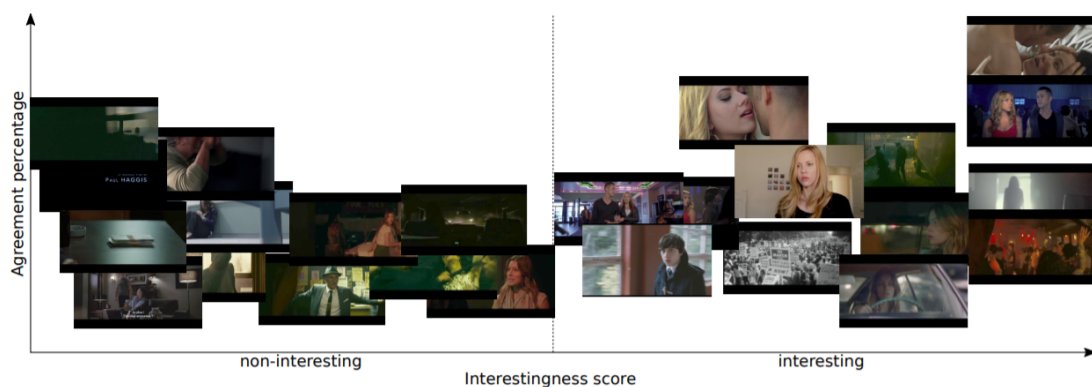 Agreement percentage
PAUL HAGGIS
non-interesting
interesting
Interestingness score